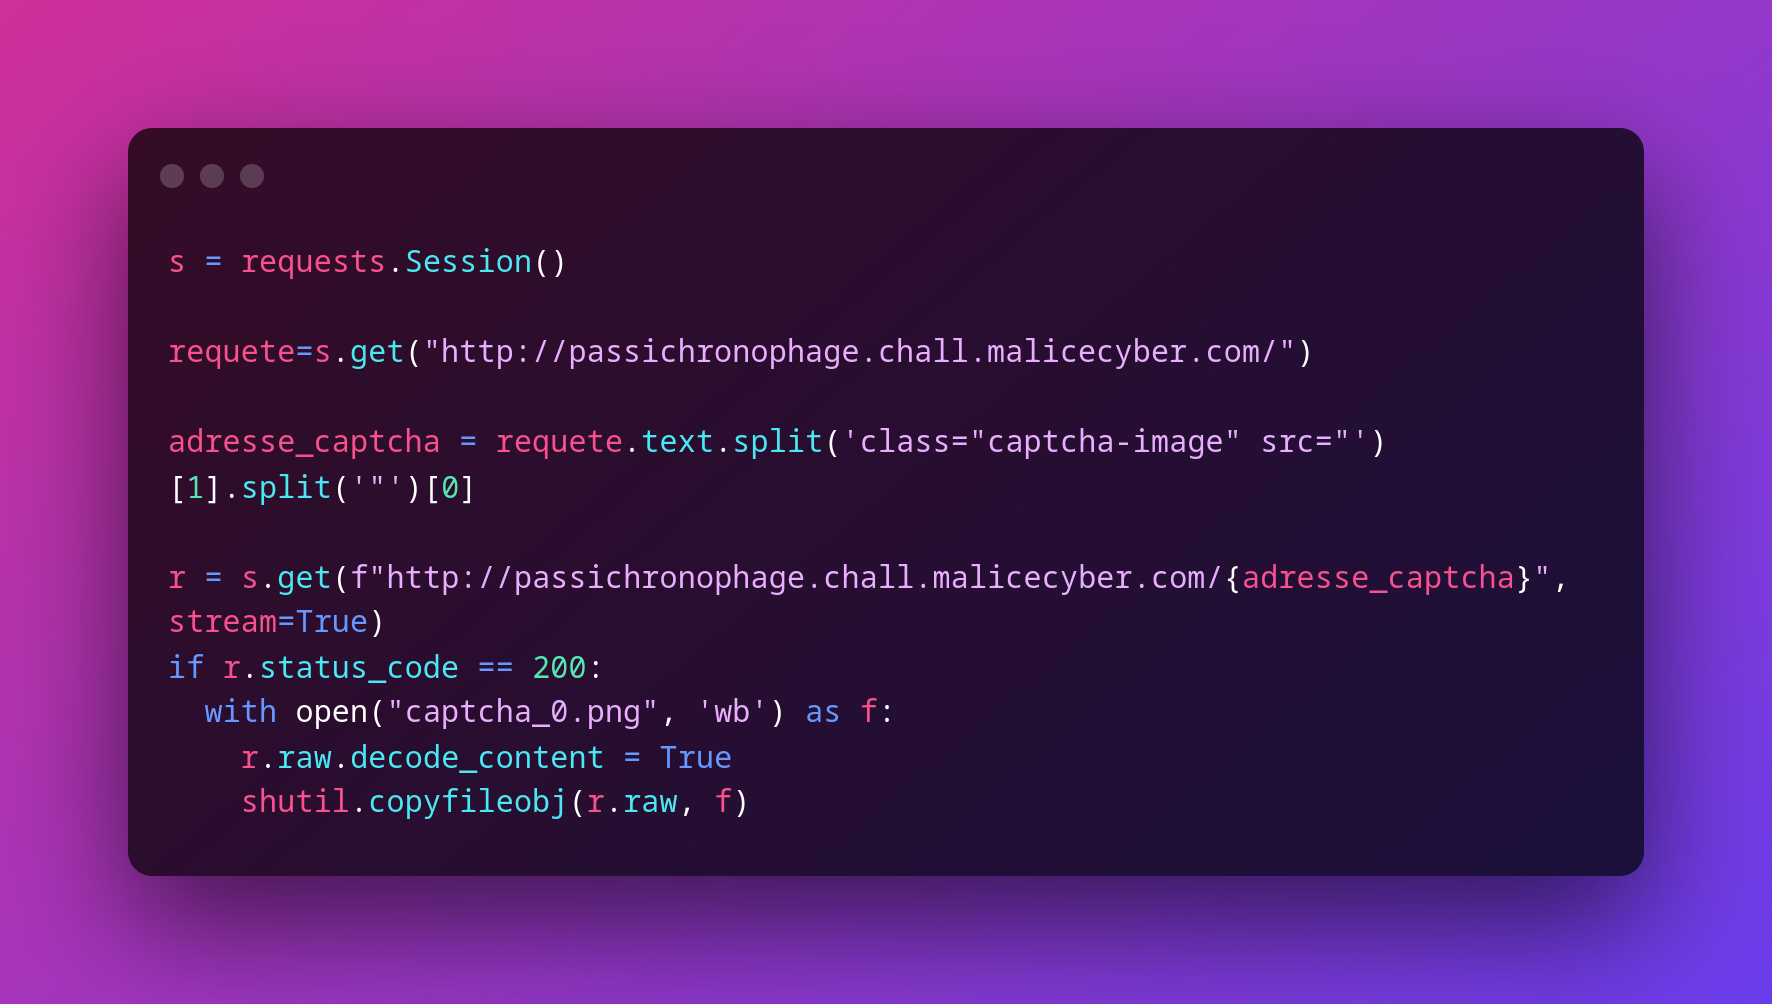 s = requests.Session()
requete=s.get("http://passichronophage.chall.malicecyber.com/")
adresse_captcha = requete.text.split('class="captcha-image" src="')
[1].split('"')[0]
r = s.get(f"http://passichronophage.chall.malicecyber.com/{adresse_captcha}",
stream=True)
if r.status_code == 200:
  with open("captcha_0.png", 'wb') as f:
    r.raw.decode_content = True
    shutil.copyfileobj(r.raw, f)